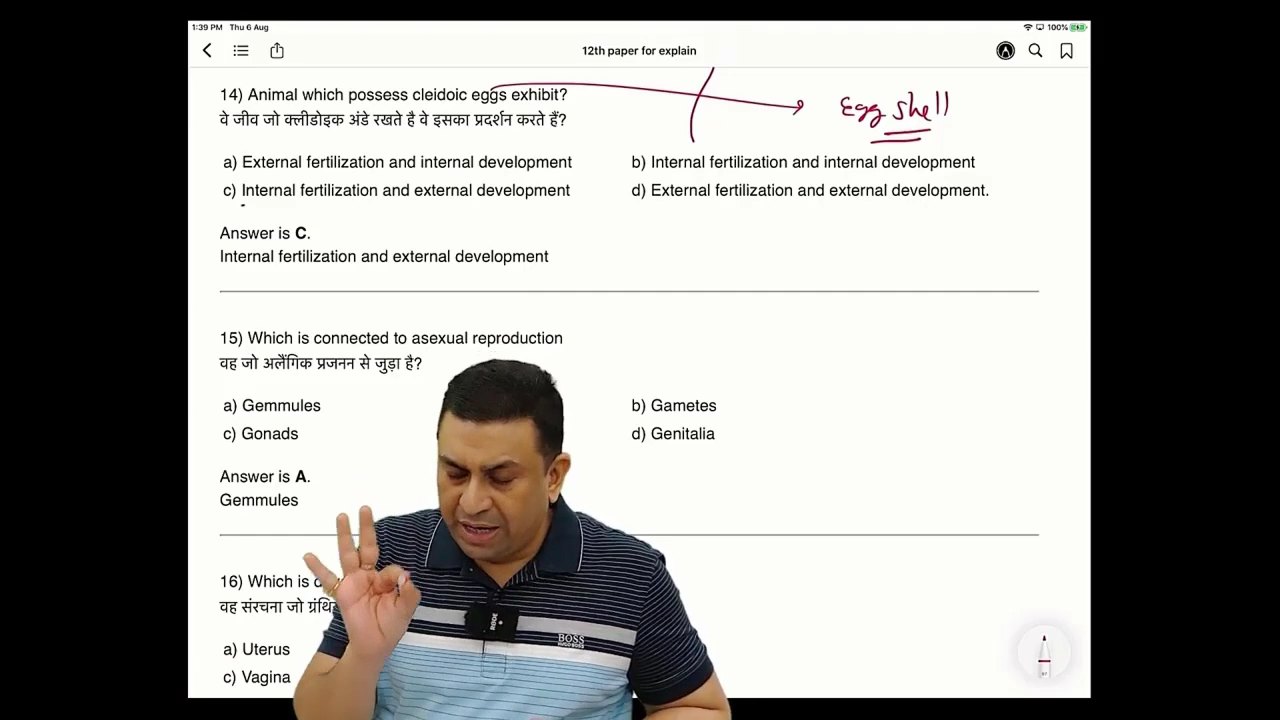 1:39 PM Thu 6 Aug
100%
12th paper for explain
14) Animal which possess cleidoic eggs exhibit?
Egg shell
वे जीव जो क्लीडोइक अंडे रखते है वे इसका प्रदर्शन करते हैं?
a) External fertilization and internal development
b) Internal fertilization and internal development
c) Internal fertilization and external development
d) External fertilization and external development.
Answer is C.
Internal fertilization and external development
15) Which is connected to asexual reproduction
वह जो अलैंगिक प्रजनन से जुड़ा है?
a) Gemmules
b) Gametes
c) Gonads
d) Genitalia
Answer is A.
Gemmules
16) Which is
वह संरचना जो
a) Uterus
c) Vagina
RODE
BOSS
HUGO BOSS